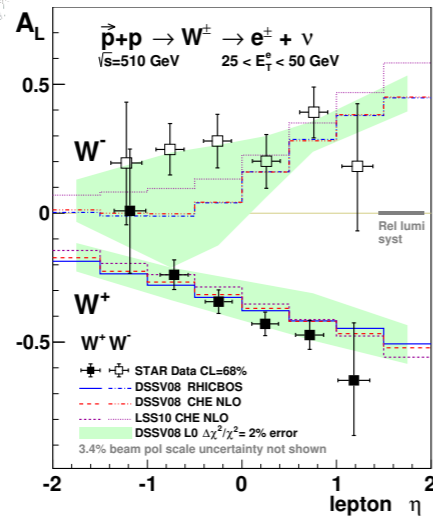 A_L
p⃗+p → W^± → e^± + ν
√s=510 GeV 25 < E_T^e < 50 GeV
0.5
W^-
0
Rel lumi
syst
W^+
-0.5
W^+ W^-
STAR Data CL=68%
DSSV08 RHICBOS
DSSV08 CHE NLO
LSS10 CHE NLO
DSSV08 L0 Δχ²/χ²= 2% error
3.4% beam pol scale uncertainty not shown
-2 -1 0 1 2
lepton η